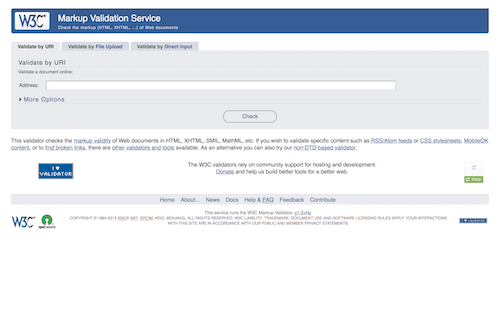 W3C® Markup Validation Service
Check the markup (HTML, XHTML, …) of Web documents
Validate by URI Validate by File Upload Validate by Direct Input
Validate by URI
Validate a document online:
Address:
More Options
Check
This validator checks the markup validity of Web documents in HTML, XHTML, SMIL, MathML, etc. If you wish to validate specific content such as RSS/Atom feeds or CSS stylesheets, MobileOK
content, or to find broken links, there are other validators and tools available. As an alternative you can also try our non-DTD-based validator.
I ♥
VALIDATOR
The W3C validators rely on community support for hosting and development.
Donate and help us build better tools for a better web.
Flattr
Home About... News Docs Help & FAQ Feedback Contribute
This service runs the W3C Markup Validator, v1.3+hg
W3C® open source
COPYRIGHT © 1994-2013 W3C® (MIT, ERCIM, KEIO, BEIHANG), ALL RIGHTS RESERVED. W3C LIABILITY, TRADEMARK, DOCUMENT USE AND SOFTWARE LICENSING RULES APPLY. YOUR INTERACTIONS
WITH THIS SITE ARE IN ACCORDANCE WITH OUR PUBLIC AND MEMBER PRIVACY STATEMENTS.
I ♥ VALIDATOR